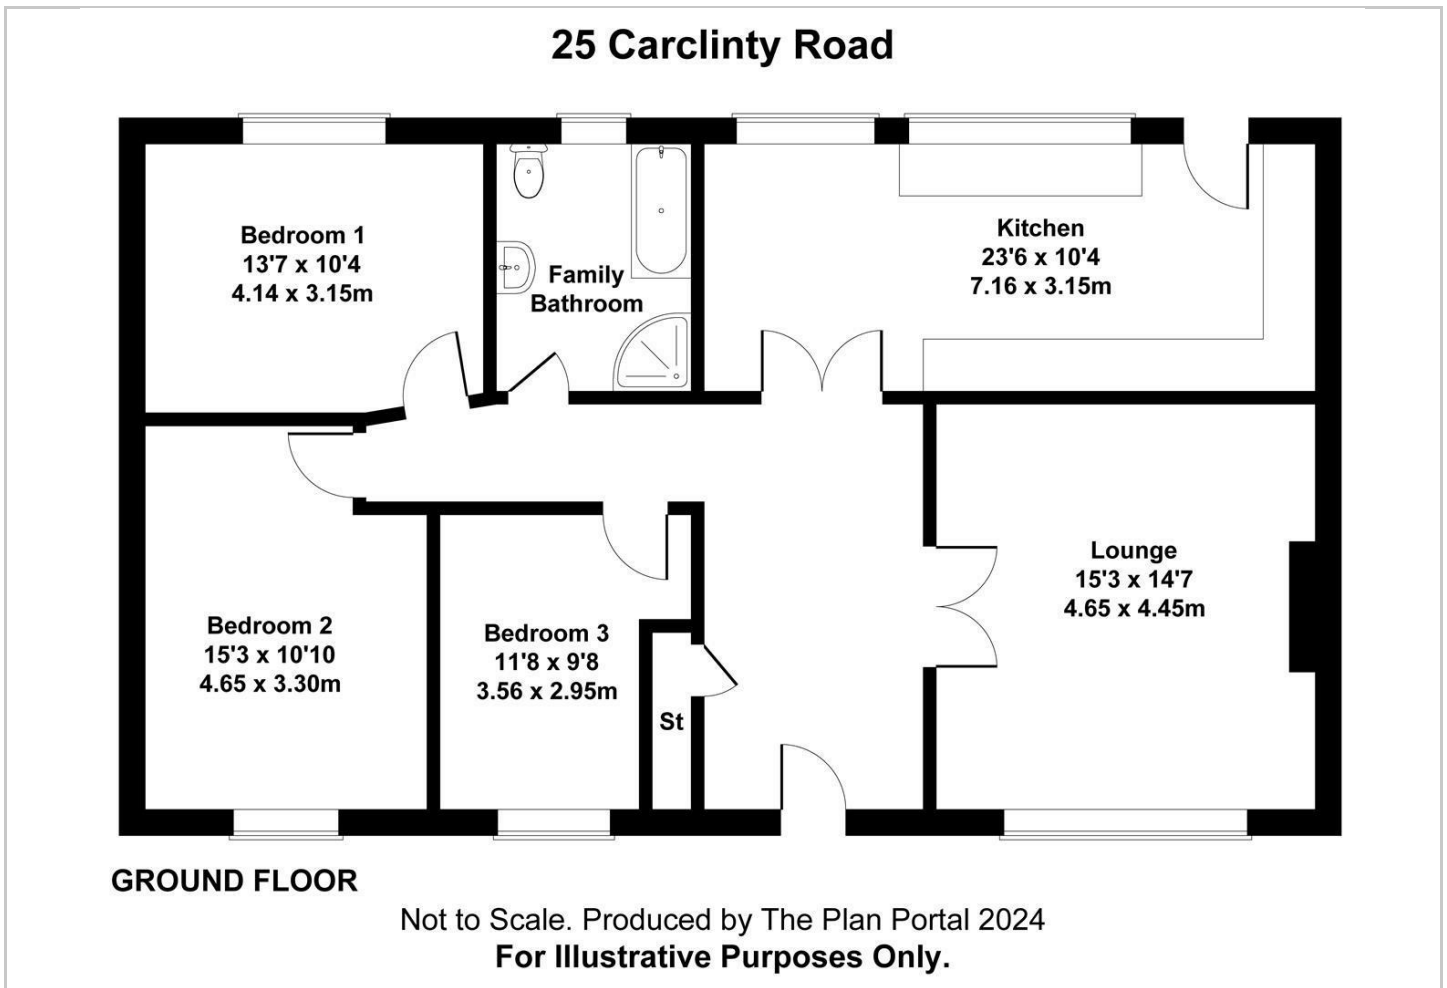 25 Carclinty Road
Bedroom 1
13'7 x 10'4
4.14 x 3.15m
Family
Bathroom
Kitchen
23'6 x 10'4
7.16 x 3.15m
Bedroom 2
15'3 x 10'10
4.65 x 3.30m
Bedroom 3
11'8 x 9'8
3.56 x 2.95m
St
Lounge
15'3 x 14'7
4.65 x 4.45m
GROUND FLOOR
Not to Scale. Produced by The Plan Portal 2024
For Illustrative Purposes Only.